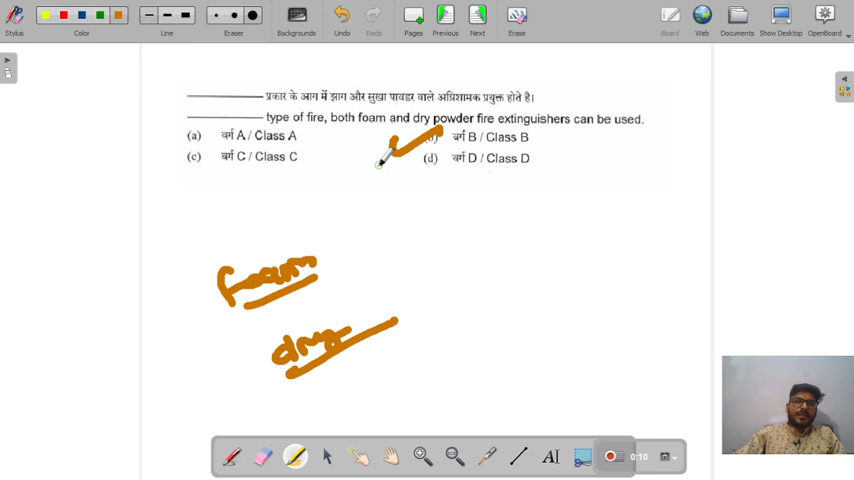 Stylus
Color
Line
Eraser
Backgrounds
Undo
Redo
Pages
Previous
Next
Erase
Board
Web
Documents
Show Desktop
OpenBoard
__________ प्रकार के आग में झाग और सुखा पावडर वाले अग्निशामक प्रयुक्त होते है।
__________ type of fire, both foam and dry powder fire extinguishers can be used.
(a) वर्ग A / Class A
(b) वर्ग B / Class B
(c) वर्ग C / Class C
(d) वर्ग D / Class D
foam
dry
0:10